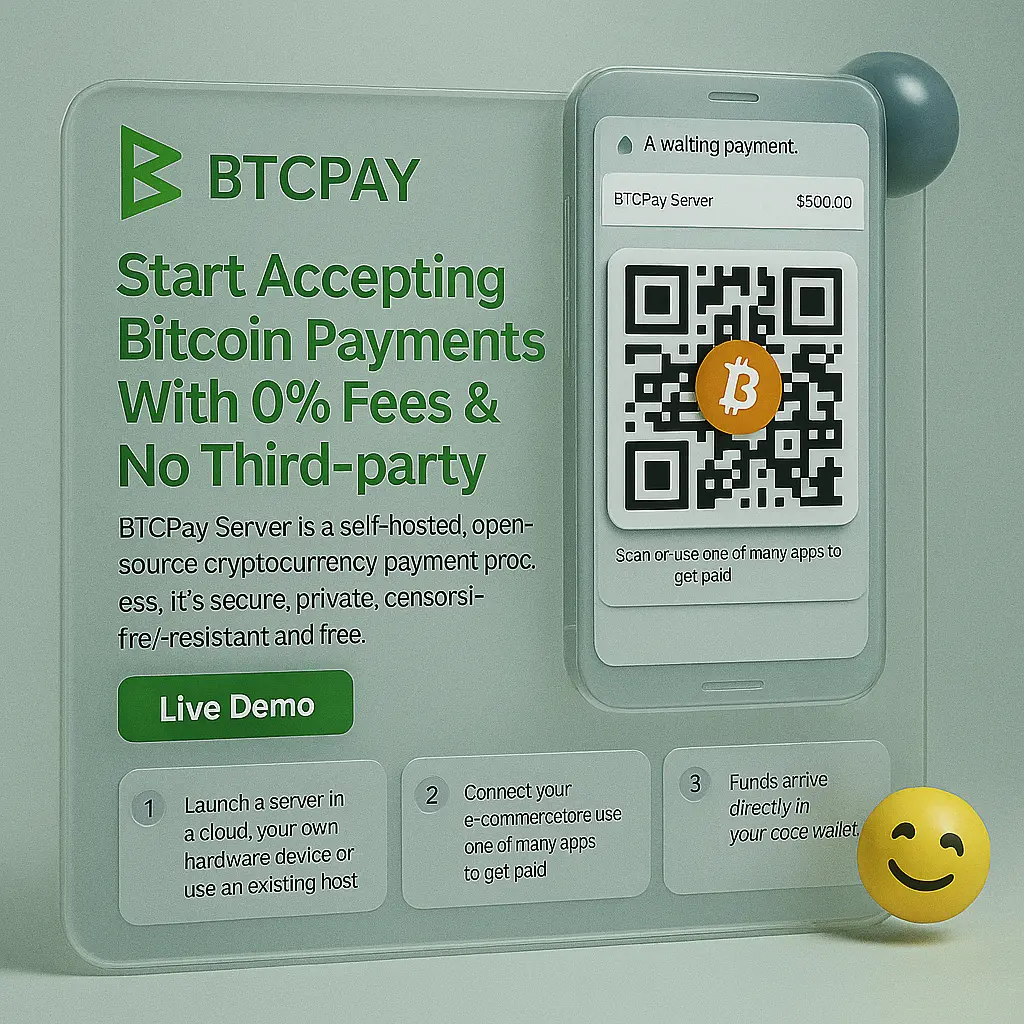 BTCPAY
Start Accepting
Bitcoin Payments
With 0% Fees &
No Third-party
BTCPay Server is a self-hosted, open-
source cryptocurrency payment proc.
ess, it's secure, private, censorsi-
fre/-resistant and free.
Live Demo
A walting payment.
BTCPay Server $500.00
Scan or-use one of many apps to
get paid
1
Launch a server in
a cloud, your own
hardware device or
use an existing host
2
Connect your
e-commercetore use
one of many apps
to get paid
3
Funds arrive
directly in
your coce wallet.